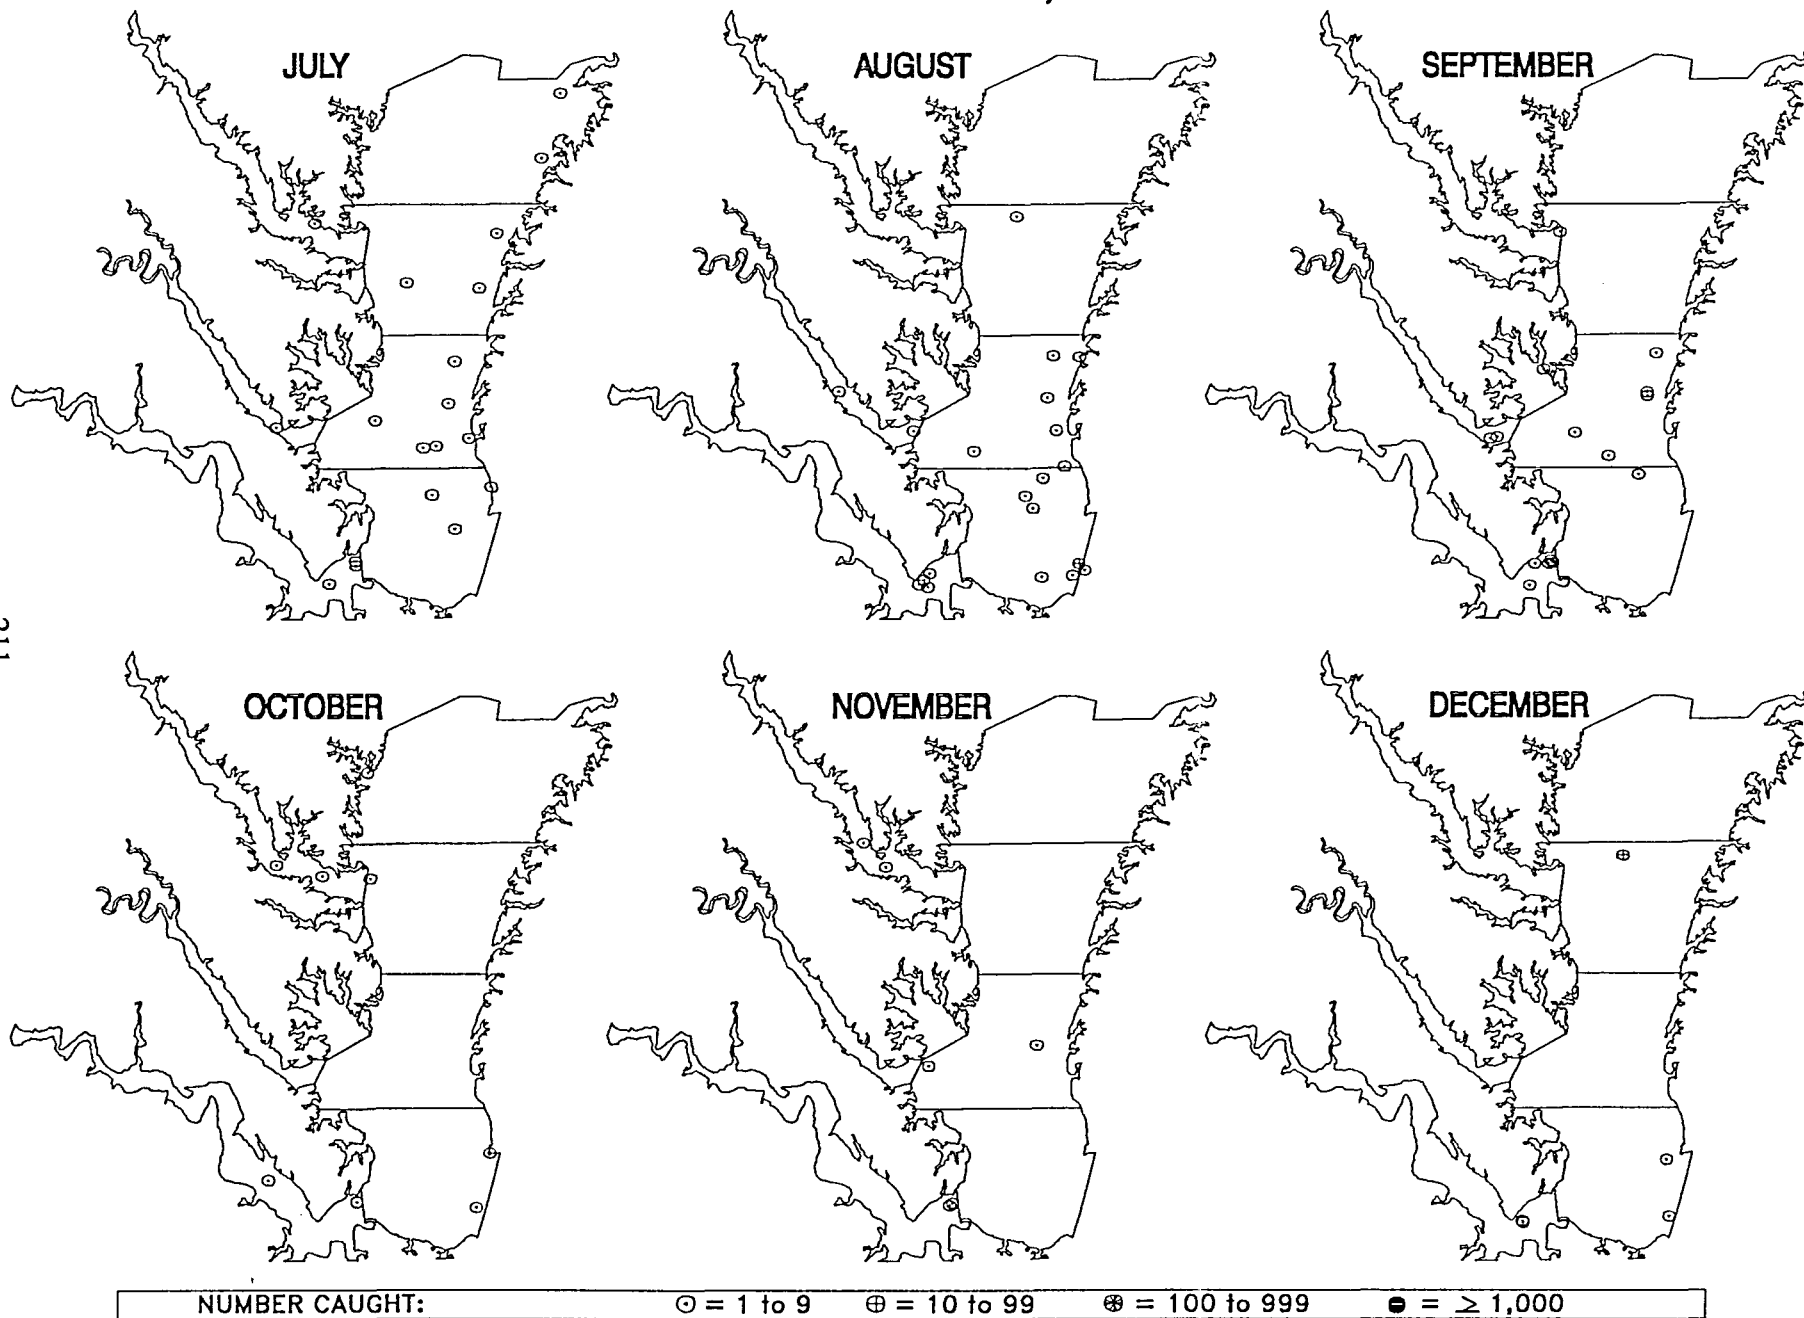 JULY
AUGUST
SEPTEMBER
OCTOBER
NOVEMBER
DECEMBER
NUMBER CAUGHT: ⊙ = 1 to 9 ⊕ = 10 to 99 = 100 to 999 = ≥ 1,000